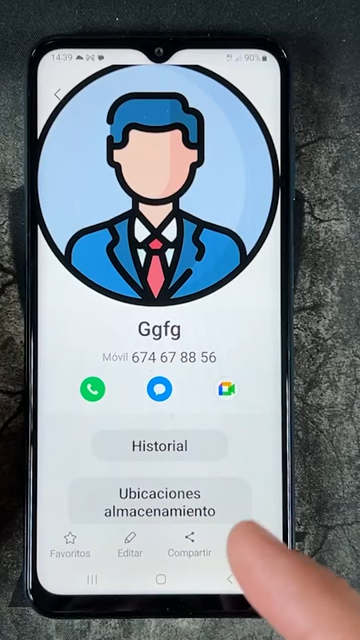 14:39
90%
Ggfg
Móvil 674 67 88 56
Historial
Ubicaciones
almacenamiento
Favoritos
Editar
Compartir